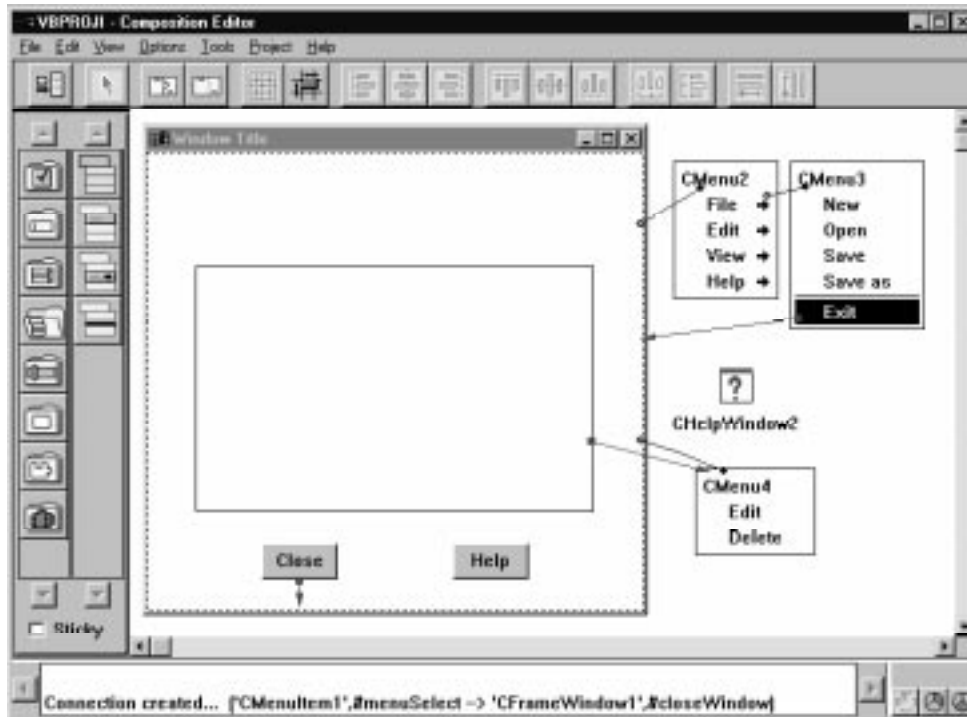 VBPROJ1 - Composition Editor
File Edit View Options Tools Project Help
Window Title
CMenu2
File
Edit
View
Help
CMenu3
New
Open
Save
Save as
Exit
?
CHelpWindow2
CMenu4
Edit
Delete
Close
Help
Sticky
Connection created... ["CMenuItem1",#menuSelect -> 'CFrameWindow1',#closeWindow]